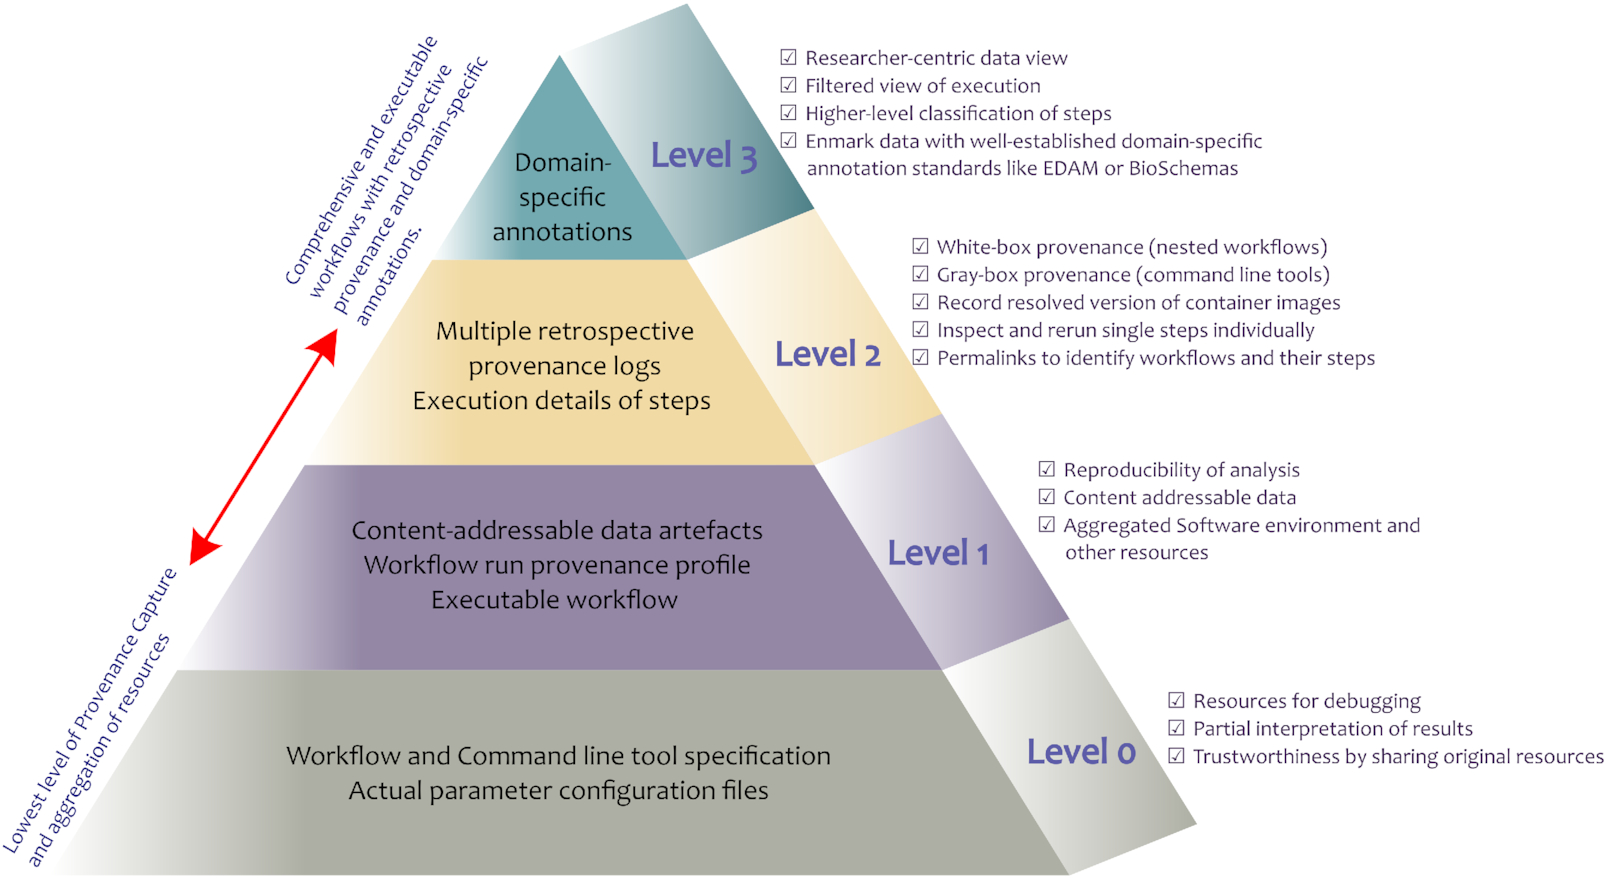 Comprehensive and executable
workflows with retrospective
provenance and domain-specific
annotations.
Lowest level of Provenance Capture
and aggregation of resources
Domain-
specific
annotations
Level 3
☑ Researcher-centric data view
☑ Filtered view of execution
☑ Higher-level classification of steps
☑ Enmark data with well-established domain-specific
annotation standards like EDAM or BioSchemas
Multiple retrospective
provenance logs
Execution details of steps
Level 2
☑ White-box provenance (nested workflows)
☑ Gray-box provenance (command line tools)
☑ Record resolved version of container images
☑ Inspect and rerun single steps individually
☑ Permalinks to identify workflows and their steps
Content-addressable data artefacts
Workflow run provenance profile
Executable workflow
Level 1
☑ Reproducibility of analysis
☑ Content addressable data
☑ Aggregated Software environment and
other resources
Workflow and Command line tool specification
Actual parameter configuration files
Level 0
☑ Resources for debugging
☑ Partial interpretation of results
☑ Trustworthiness by sharing original resources